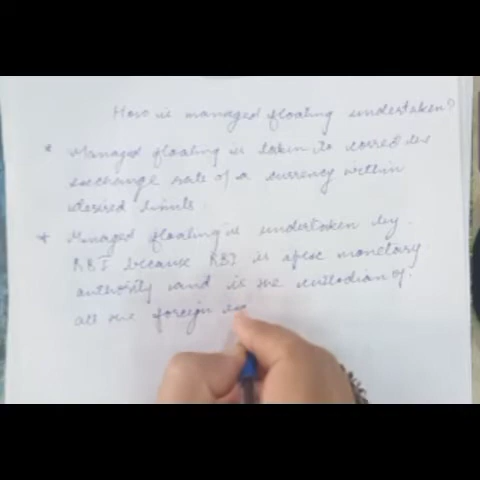 How is managed floating undertaken?
* Managed floating is taken to correct the
exchange rate of a currency within
desired limits.
* Managed floating is undertaken by
RBI because RBI is apex monetary
authority and is the custodian of
all the foreign ex